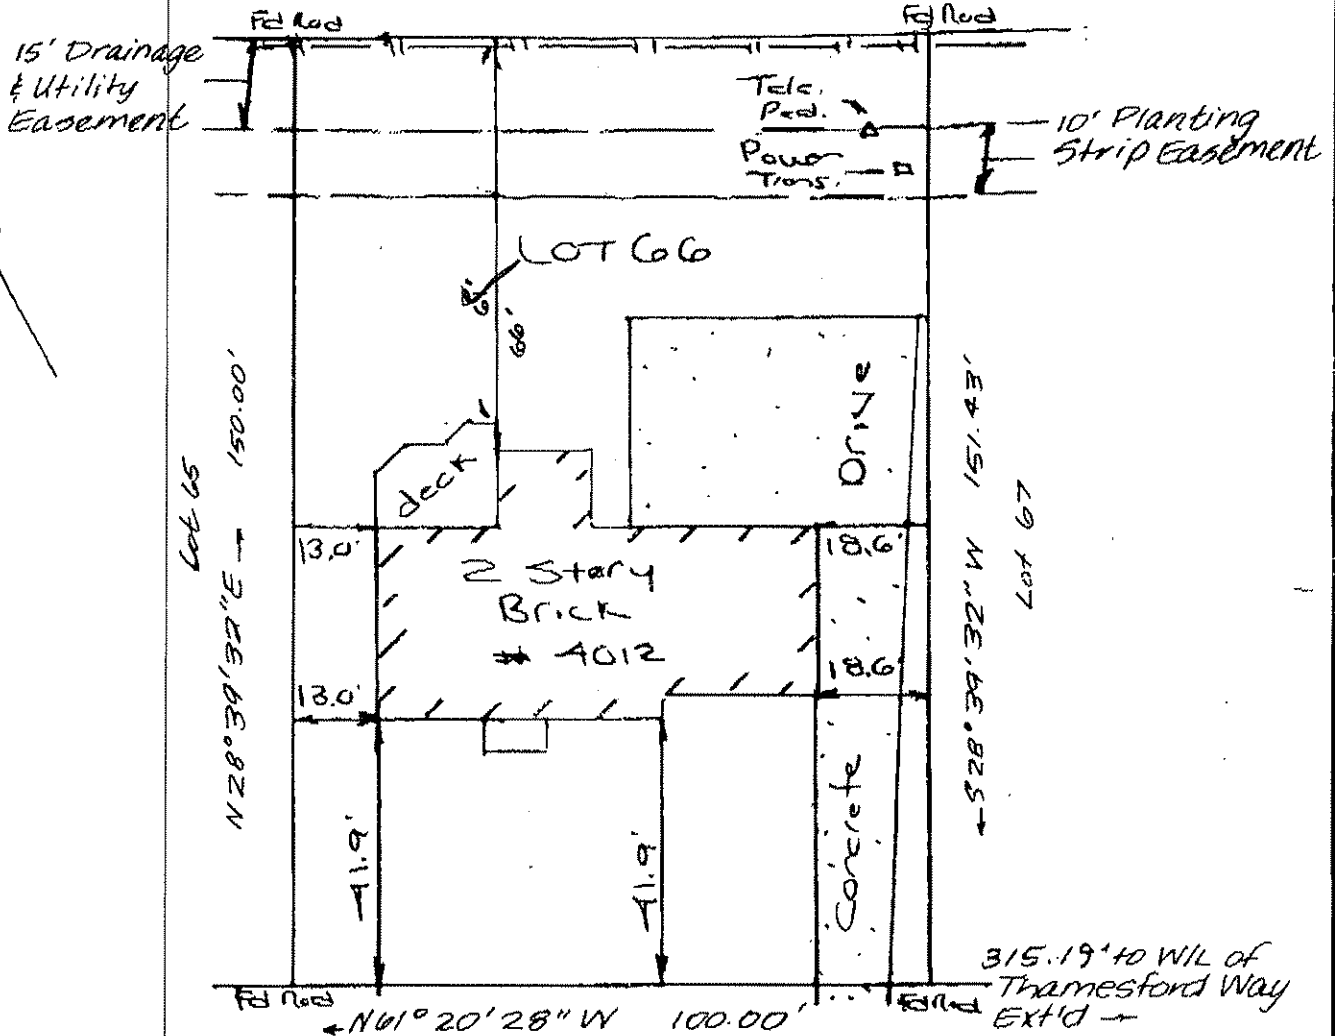 Fd Rod
Fd Rod
15' Drainage
& Utility
Easement
Tele.
Ped.
10' Planting
Strip Easement
Power
Trans.
LOT 66
66'
Drive
deck
Lot 65
N28°39'32"E → 150.00'
151.43'
S28°39'32"W
Lot 67
13.0'
18.6'
2 Story
Brick
# 4012
13.0'
18.6'
41.9'
41.9'
Concrete
315.19' to W/L of
Thamesford Way
Ext'd →
Fd Rod
Fd Rod
←N61°20'28"W 100.00'